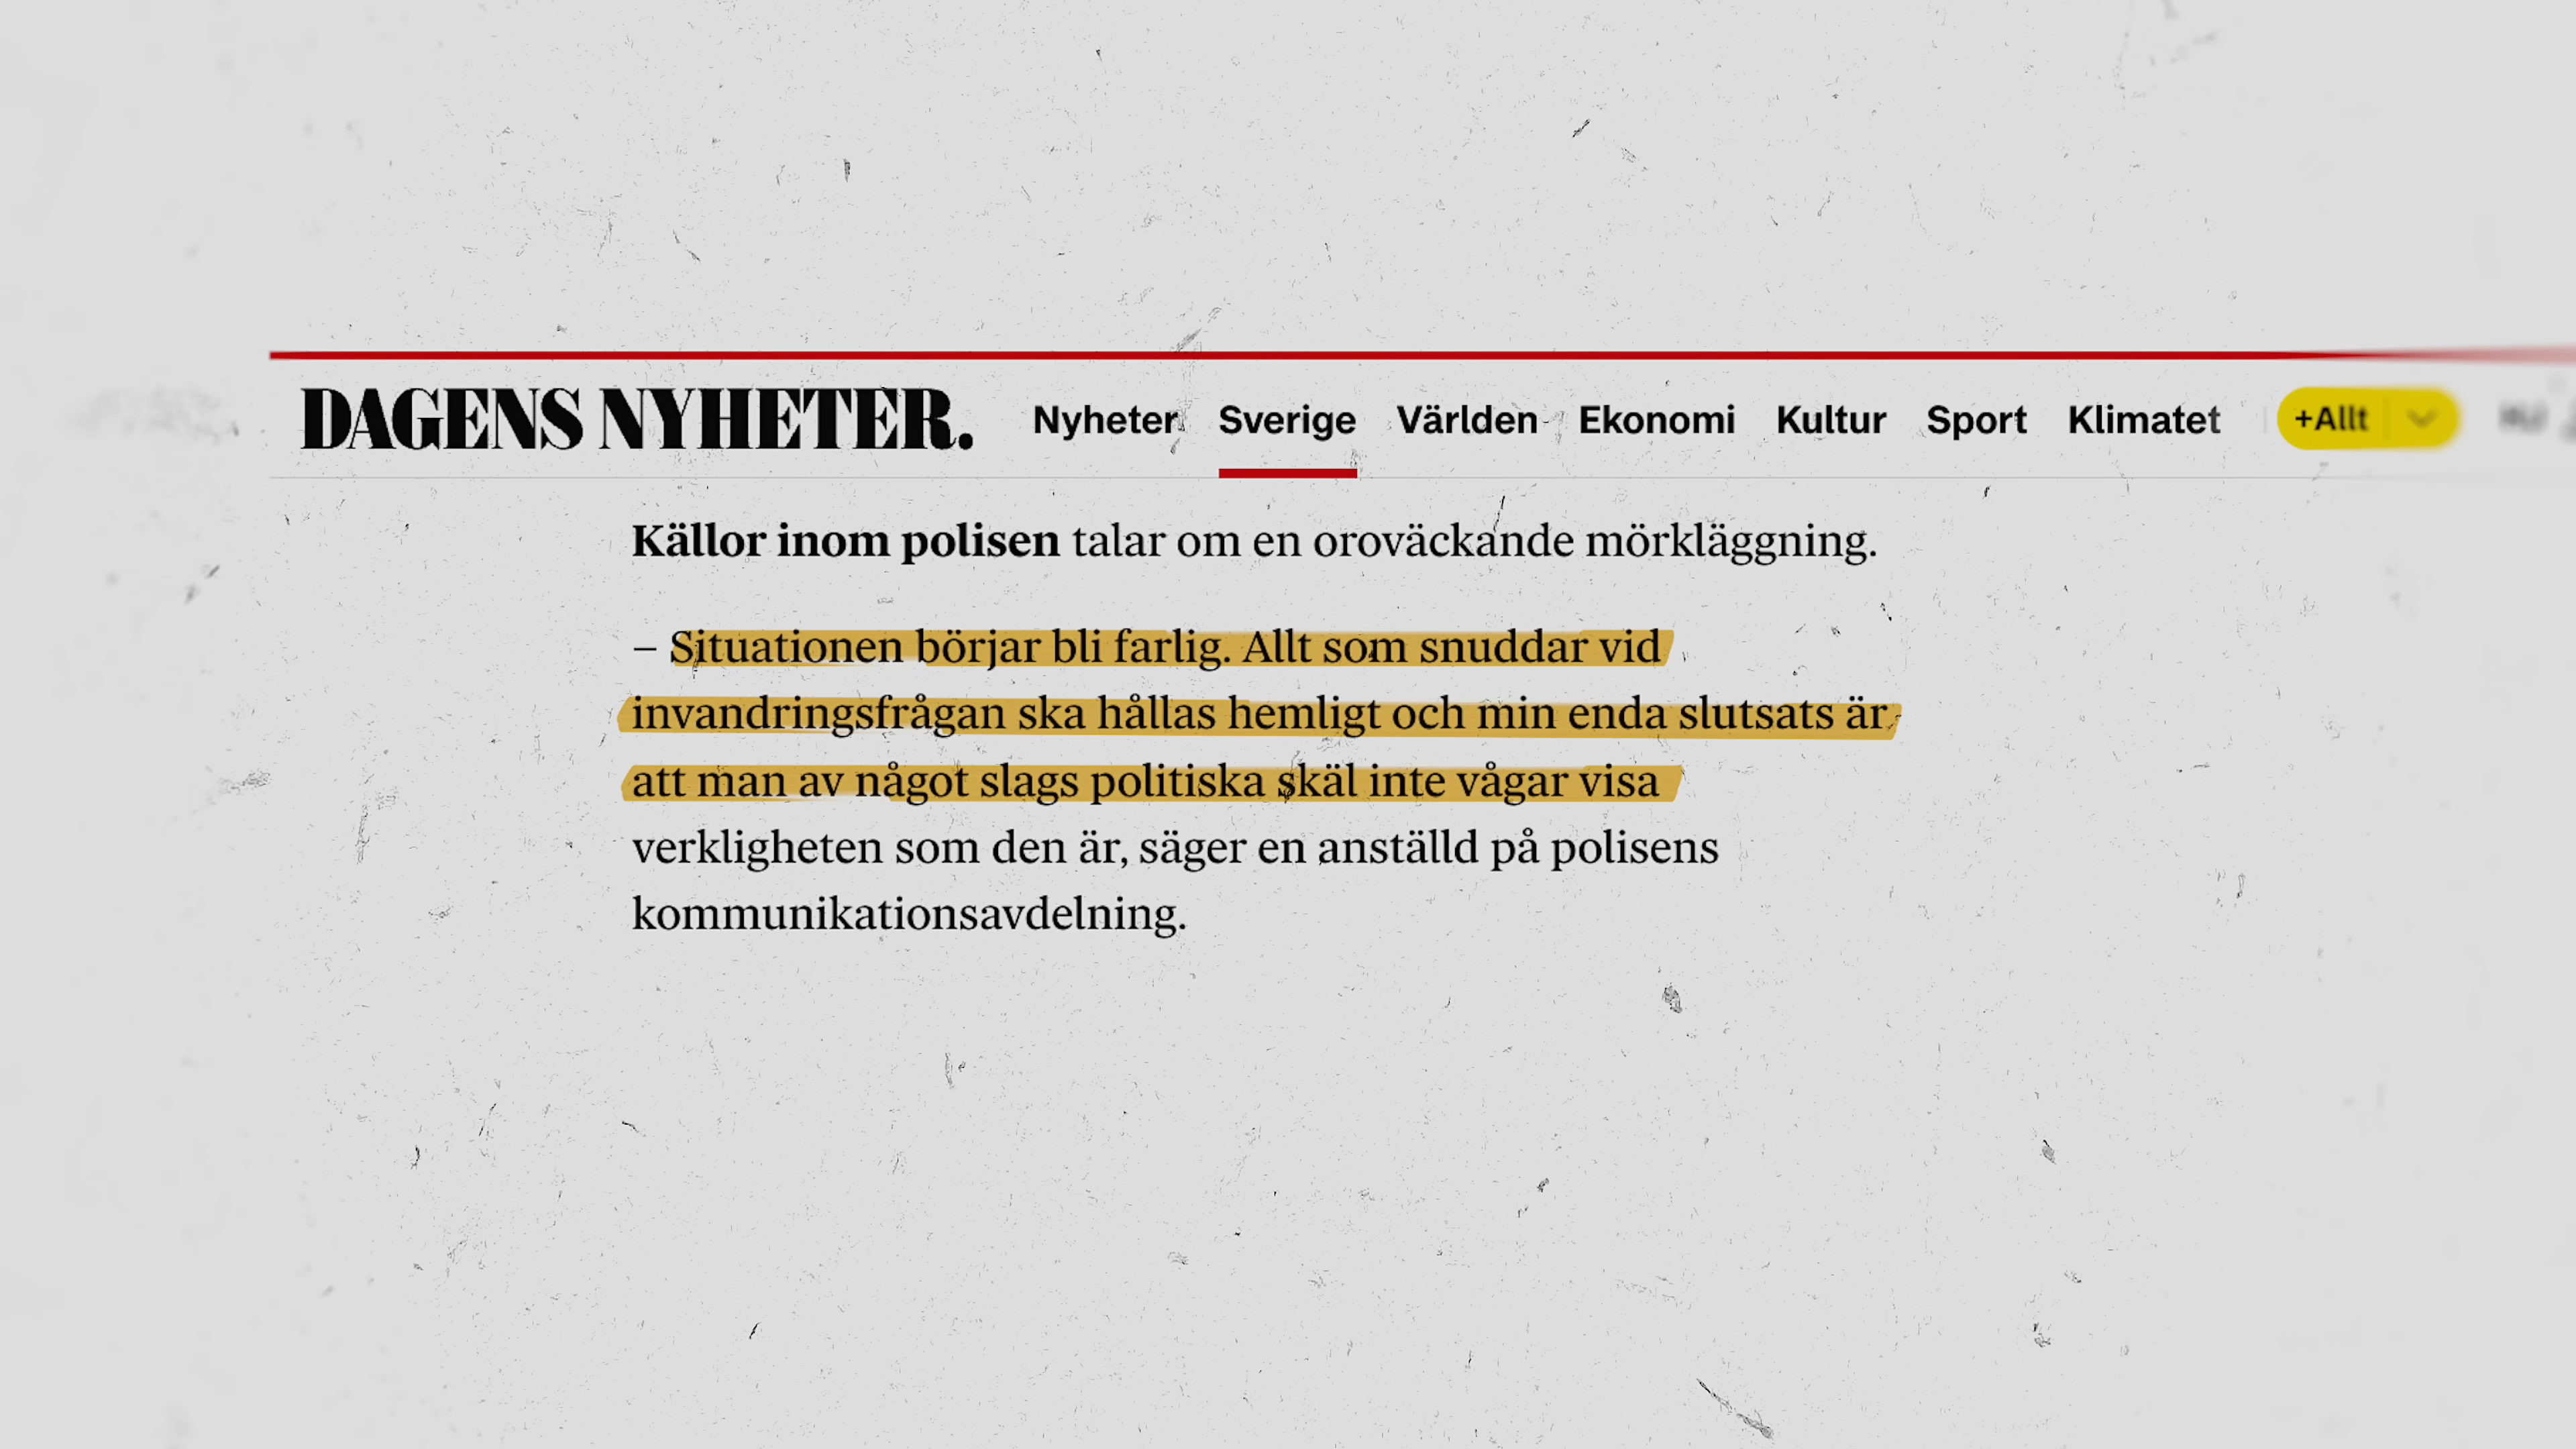 DAGENS NYHETER. Nyheter Sverige Världen Ekonomi Kultur Sport Klimatet +Allt
Källor inom polisen talar om en oroväckande mörkläggning.
– Situationen börjar bli farlig. Allt som snuddar vid
invandringsfrågan ska hållas hemligt och min enda slutsats är
att man av något slags politiska skäl inte vågar visa
verkligheten som den är, säger en anställd på polisens
kommunikationsavdelning.